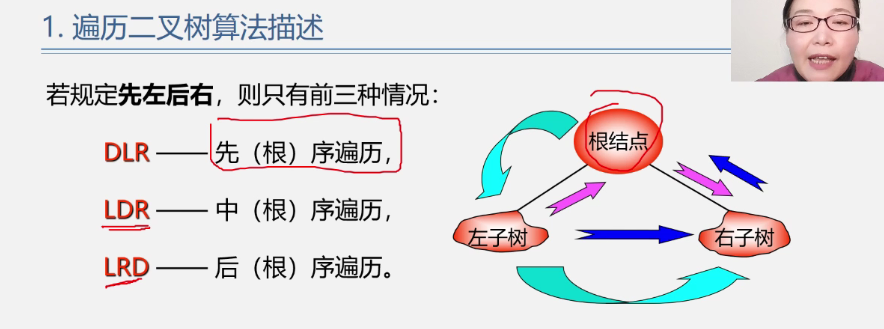 1. 遍历二叉树算法描述
若规定先左后右，则只有前三种情况：
DLR —— 先（根）序遍历，
LDR —— 中（根）序遍历，
LRD —— 后（根）序遍历。
根结点
左子树
右子树